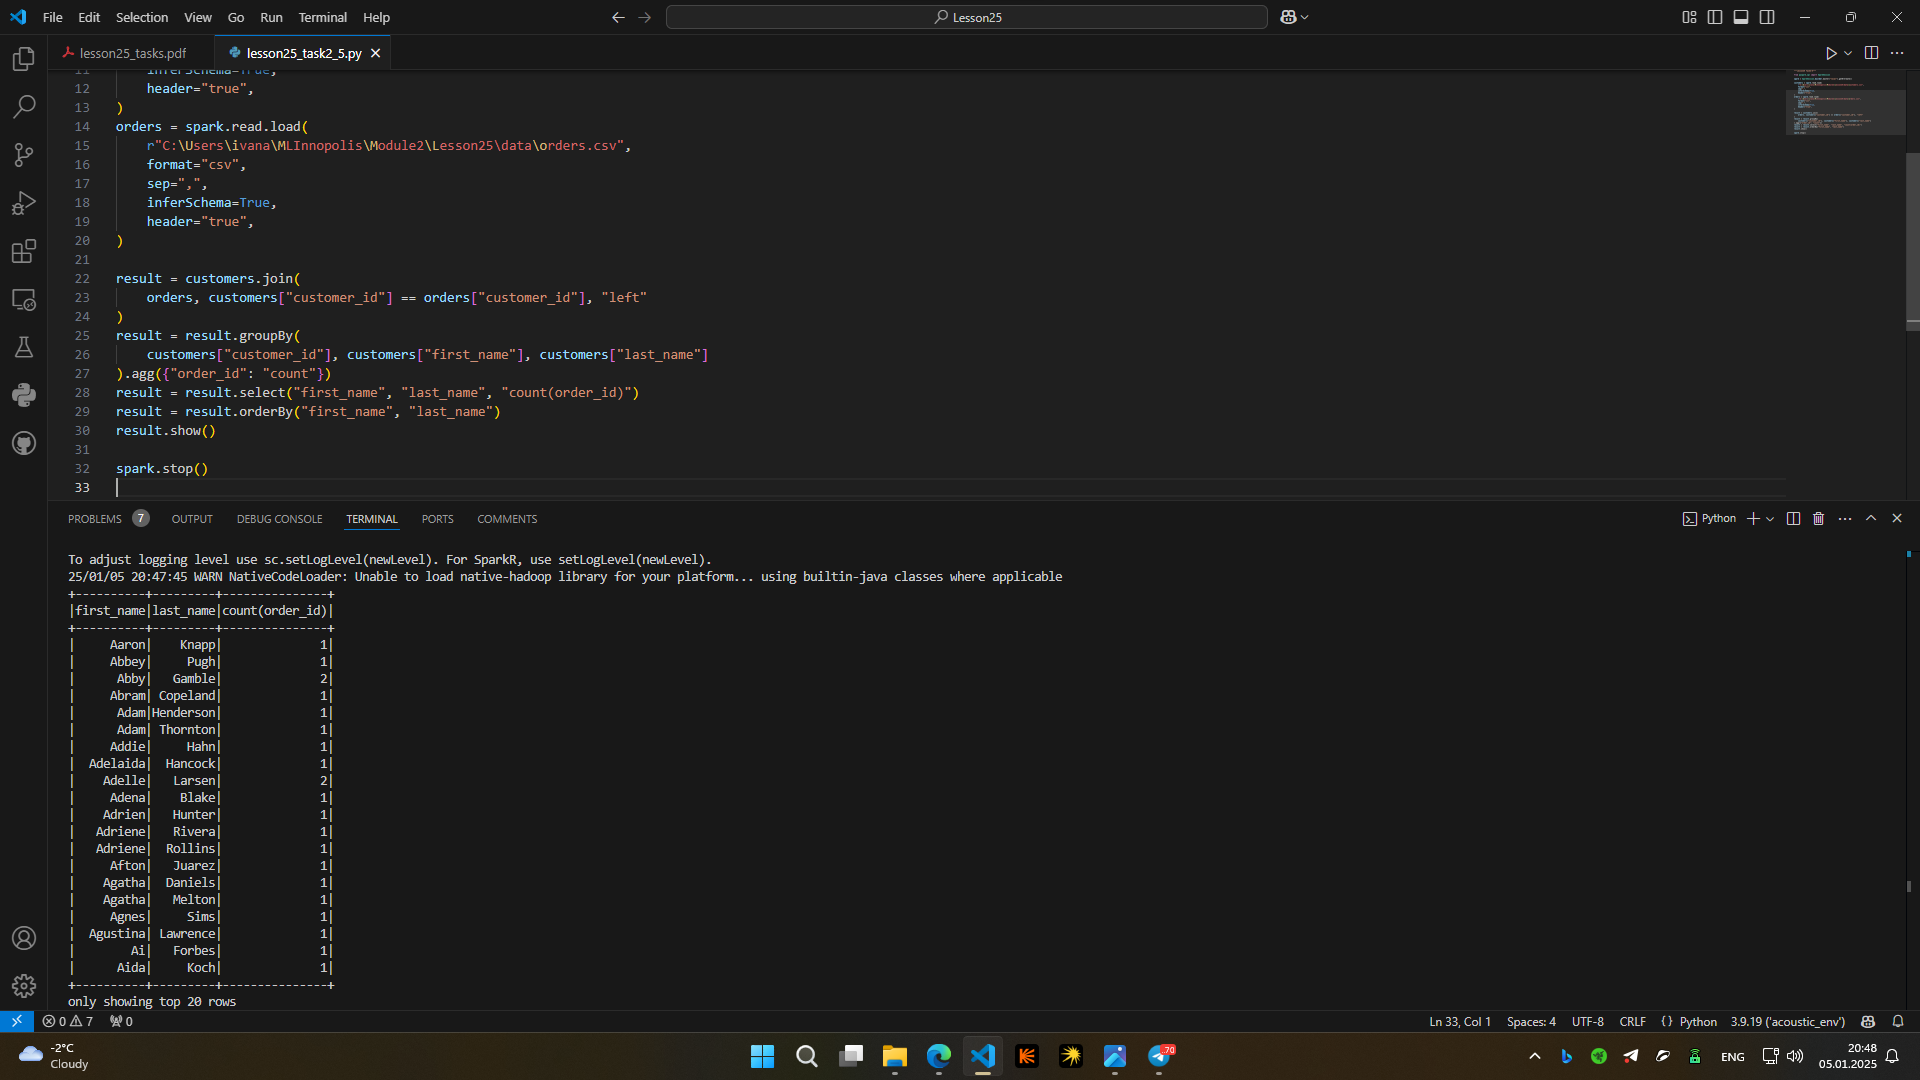 File Edit Selection View Go Run Terminal Help
Lesson25
lesson25_tasks.pdf lesson25_task2_5.py
11 inferSchema=True,
12 header="true",
13 )
14 orders = spark.read.load(
15 r"C:\Users\ivana\MLInnopolis\Module2\Lesson25\data\orders.csv",
16 format="csv",
17 sep=",",
18 inferSchema=True,
19 header="true",
20 )
21
22 result = customers.join(
23 orders, customers["customer_id"] == orders["customer_id"], "left"
24 )
25 result = result.groupBy(
26 customers["customer_id"], customers["first_name"], customers["last_name"]
27 ).agg({"order_id": "count"})
28 result = result.select("first_name", "last_name", "count(order_id)")
29 result = result.orderBy("first_name", "last_name")
30 result.show()
31
32 spark.stop()
33
PROBLEMS 7 OUTPUT DEBUG CONSOLE TERMINAL PORTS COMMENTS
Python
To adjust logging level use sc.setLogLevel(newLevel). For SparkR, use setLogLevel(newLevel).
25/01/05 20:47:45 WARN NativeCodeLoader: Unable to load native-hadoop library for your platform... using builtin-java classes where applicable
+----------+---------+---------------+
|first_name|last_name|count(order_id)|
+----------+---------+---------------+
|     Aaron|    Knapp|              1|
|     Abbey|     Pugh|              1|
|      Abby|   Gamble|              2|
|     Abram| Copeland|              1|
|      Adam|Henderson|              1|
|      Adam| Thornton|              1|
|     Addie|     Hahn|              1|
|  Adelaida|  Hancock|              1|
|    Adelle|   Larsen|              2|
|     Adena|    Blake|              1|
|    Adrien|   Hunter|              1|
|   Adriene|   Rivera|              1|
|   Adriene|  Rollins|              1|
|     Afton|   Juarez|              1|
|    Agatha|  Daniels|              1|
|    Agatha|   Melton|              1|
|     Agnes|     Sims|              1|
|  Agustina| Lawrence|              1|
|        Ai|   Forbes|              1|
|      Aida|     Koch|              1|
+----------+---------+---------------+
only showing top 20 rows
0 7 0
Ln 33, Col 1 Spaces: 4 UTF-8 CRLF {} Python 3.9.19 ('acoustic_env')
-2°C
Cloudy
70
ENG
20:48
05.01.2025